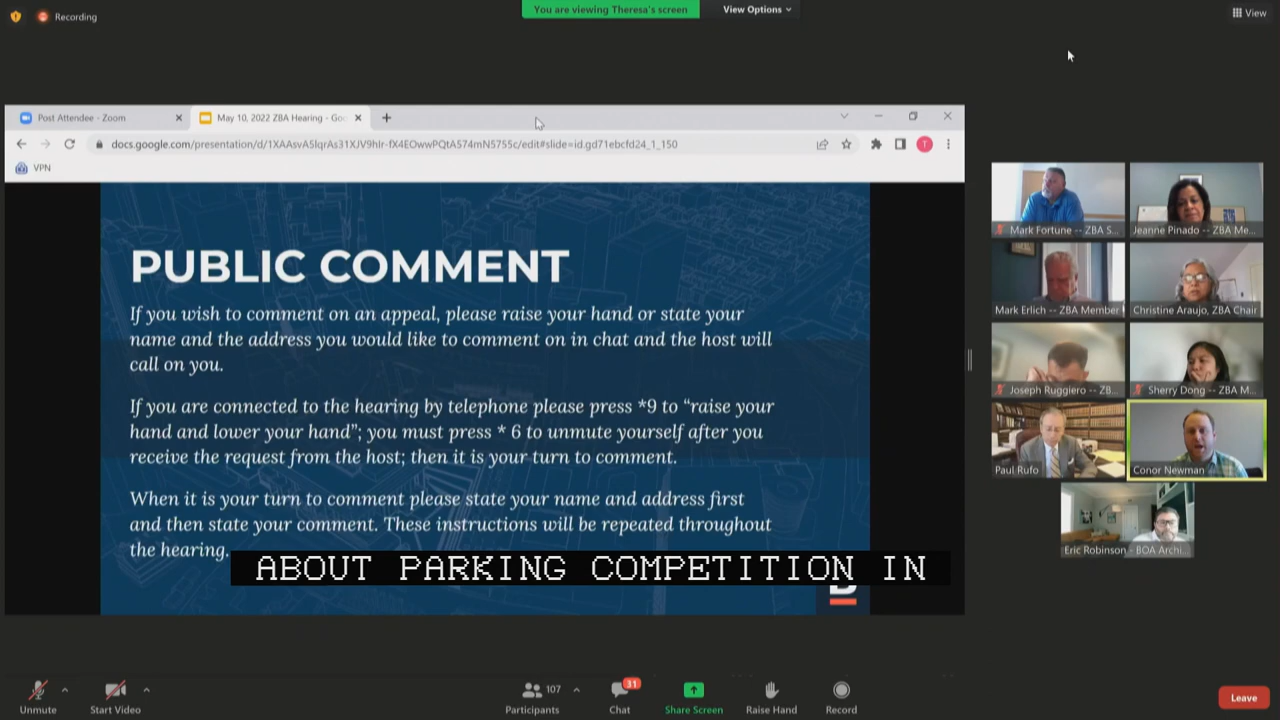 Recording
You are viewing Theresa's screen
View Options
View
Post Attendee - Zoom
May 10, 2022 ZBA Hearing - Goo
docs.google.com/presentation/d/1XAAsvA5lqrAs31XJV9hIr-fX4EOwwPQtA574mN5755c/edit#slide=id.gd71ebcfd24_1_150
VPN
PUBLIC COMMENT
If you wish to comment on an appeal, please raise your hand or state your
name and the address you would like to comment on in chat and the host will
call on you.
If you are connected to the hearing by telephone please press *9 to “raise your
hand and lower your hand”; you must press * 6 to unmute yourself after you
receive the request from the host; then it is your turn to comment.
When it is your turn to comment please state your name and address first
and then state your comment. These instructions will be repeated throughout
the hearing.
ABOUT PARKING COMPETITION IN
B
Mark Fortune -- ZBA S...
Jeanne Pinado -- ZBA Me...
Mark Erlich -- ZBA Member
Christine Araujo, ZBA Chair
Joseph Ruggiero -- ZB...
Sherry Dong -- ZBA M...
Paul Rufo
Conor Newman
Eric Robinson - BOA Archi...
Unmute
Start Video
107
Participants
31
Chat
Share Screen
Raise Hand
Record
Leave